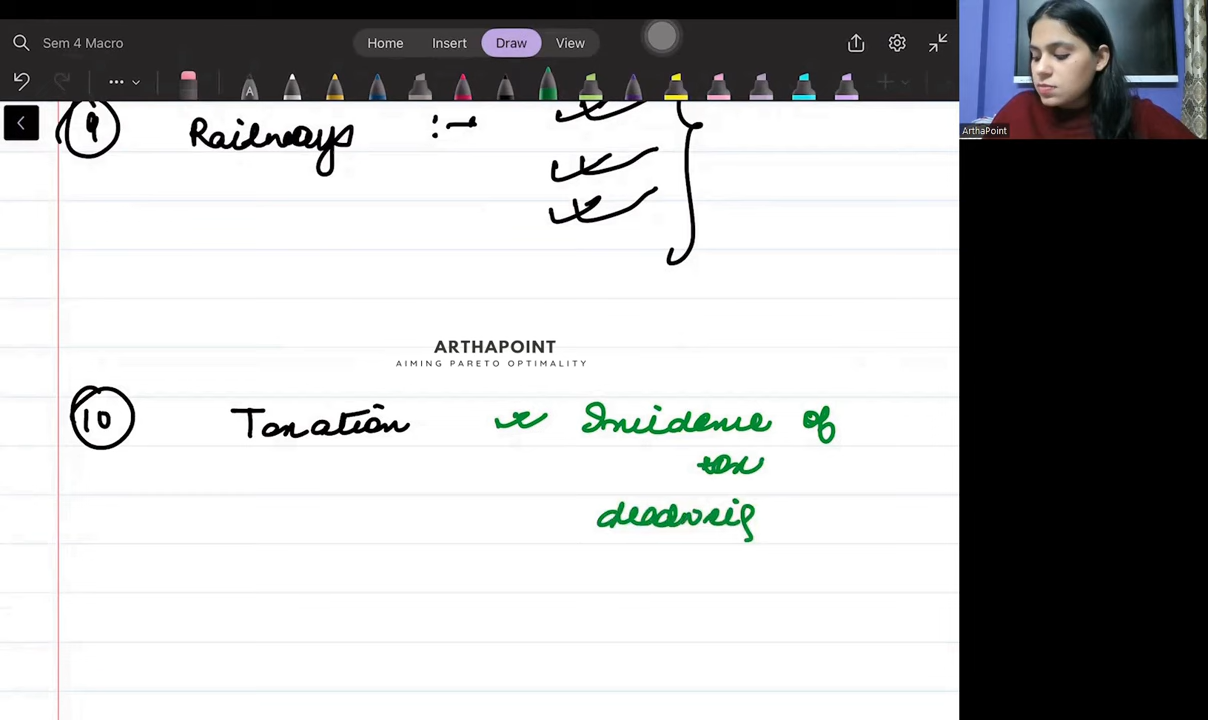 Sem 4 Macro
Home Insert Draw View
A
ArthaPoint
9 Railways :-
ARTHAPOINT
AIMING PARETO OPTIMALITY
10 Taxation Incidence of
tax
deadweig